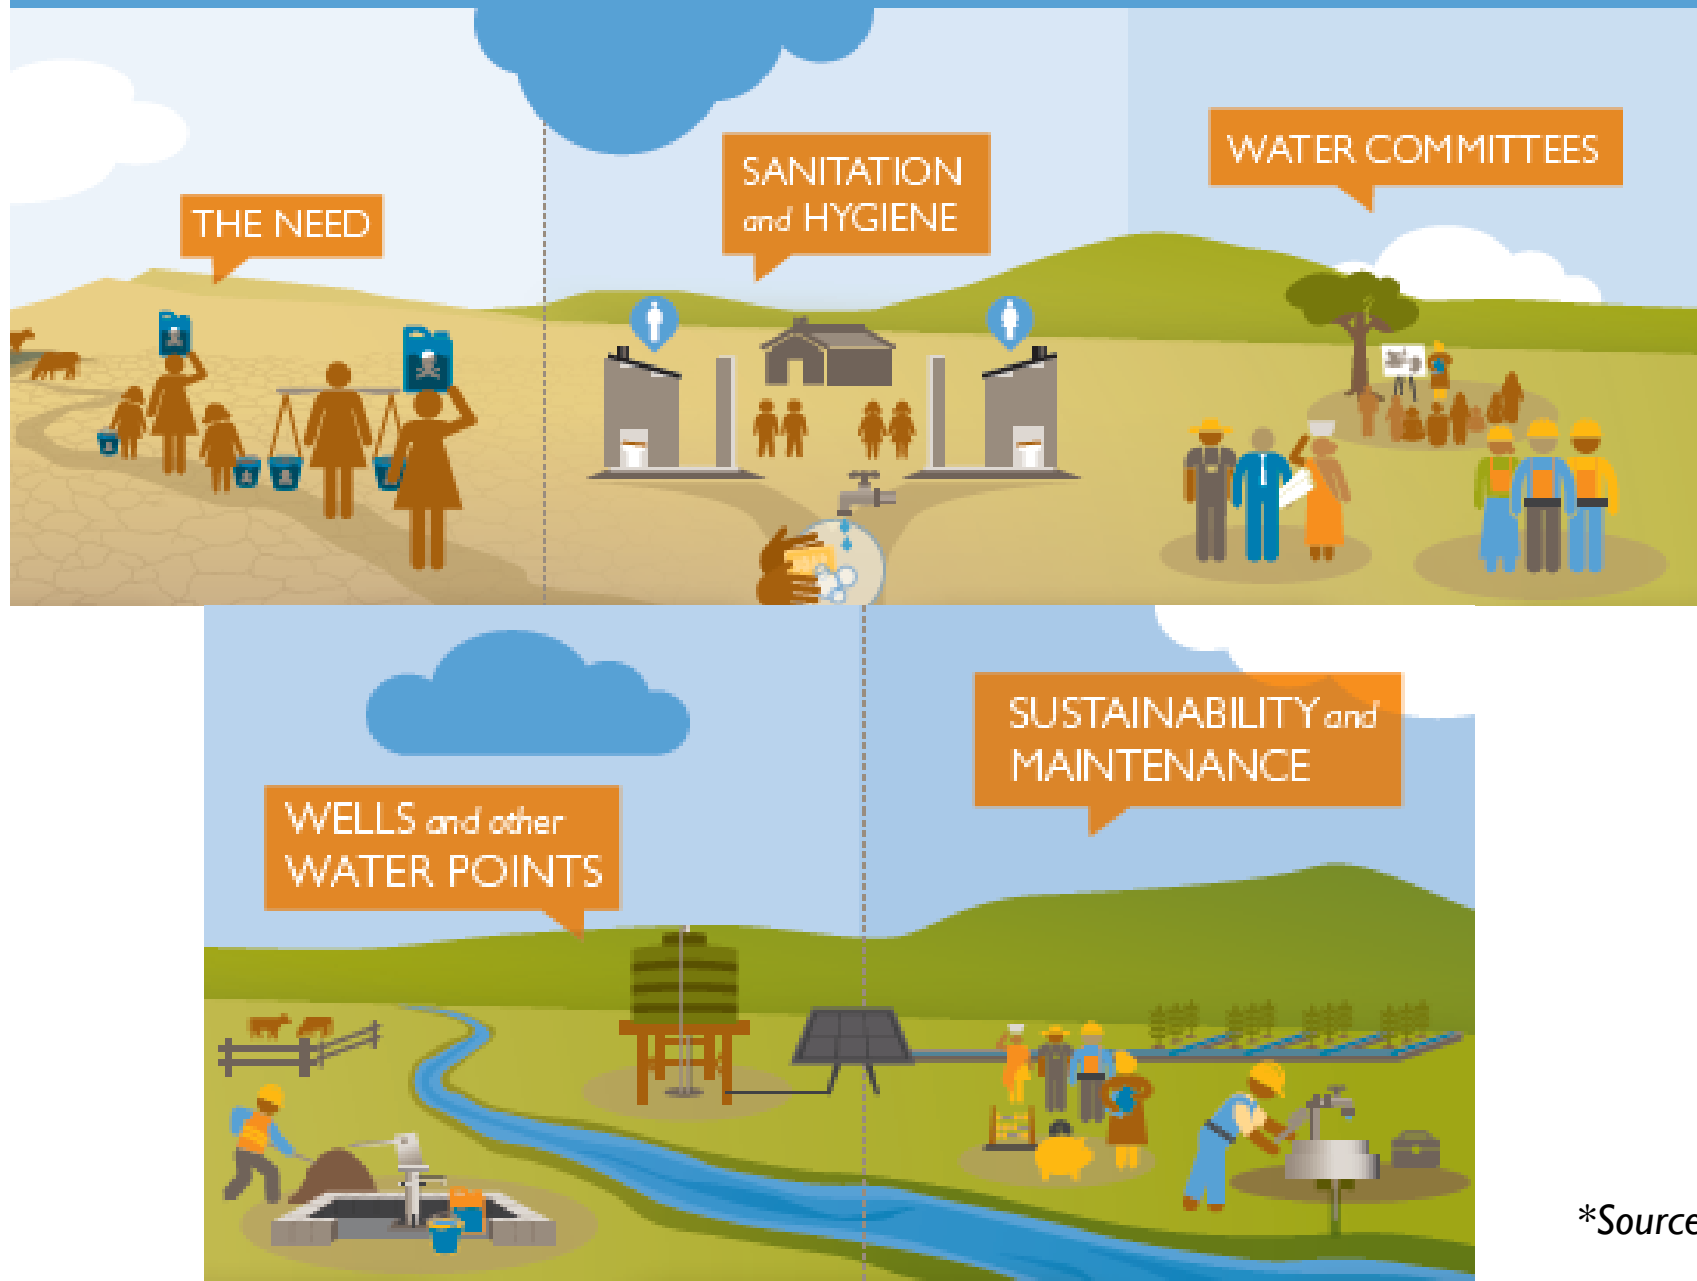 THE NEED
SANITATION
and HYGIENE
WATER COMMITTEES
WELLS and other
WATER POINTS
SUSTAINABILITY and
MAINTENANCE
*Source